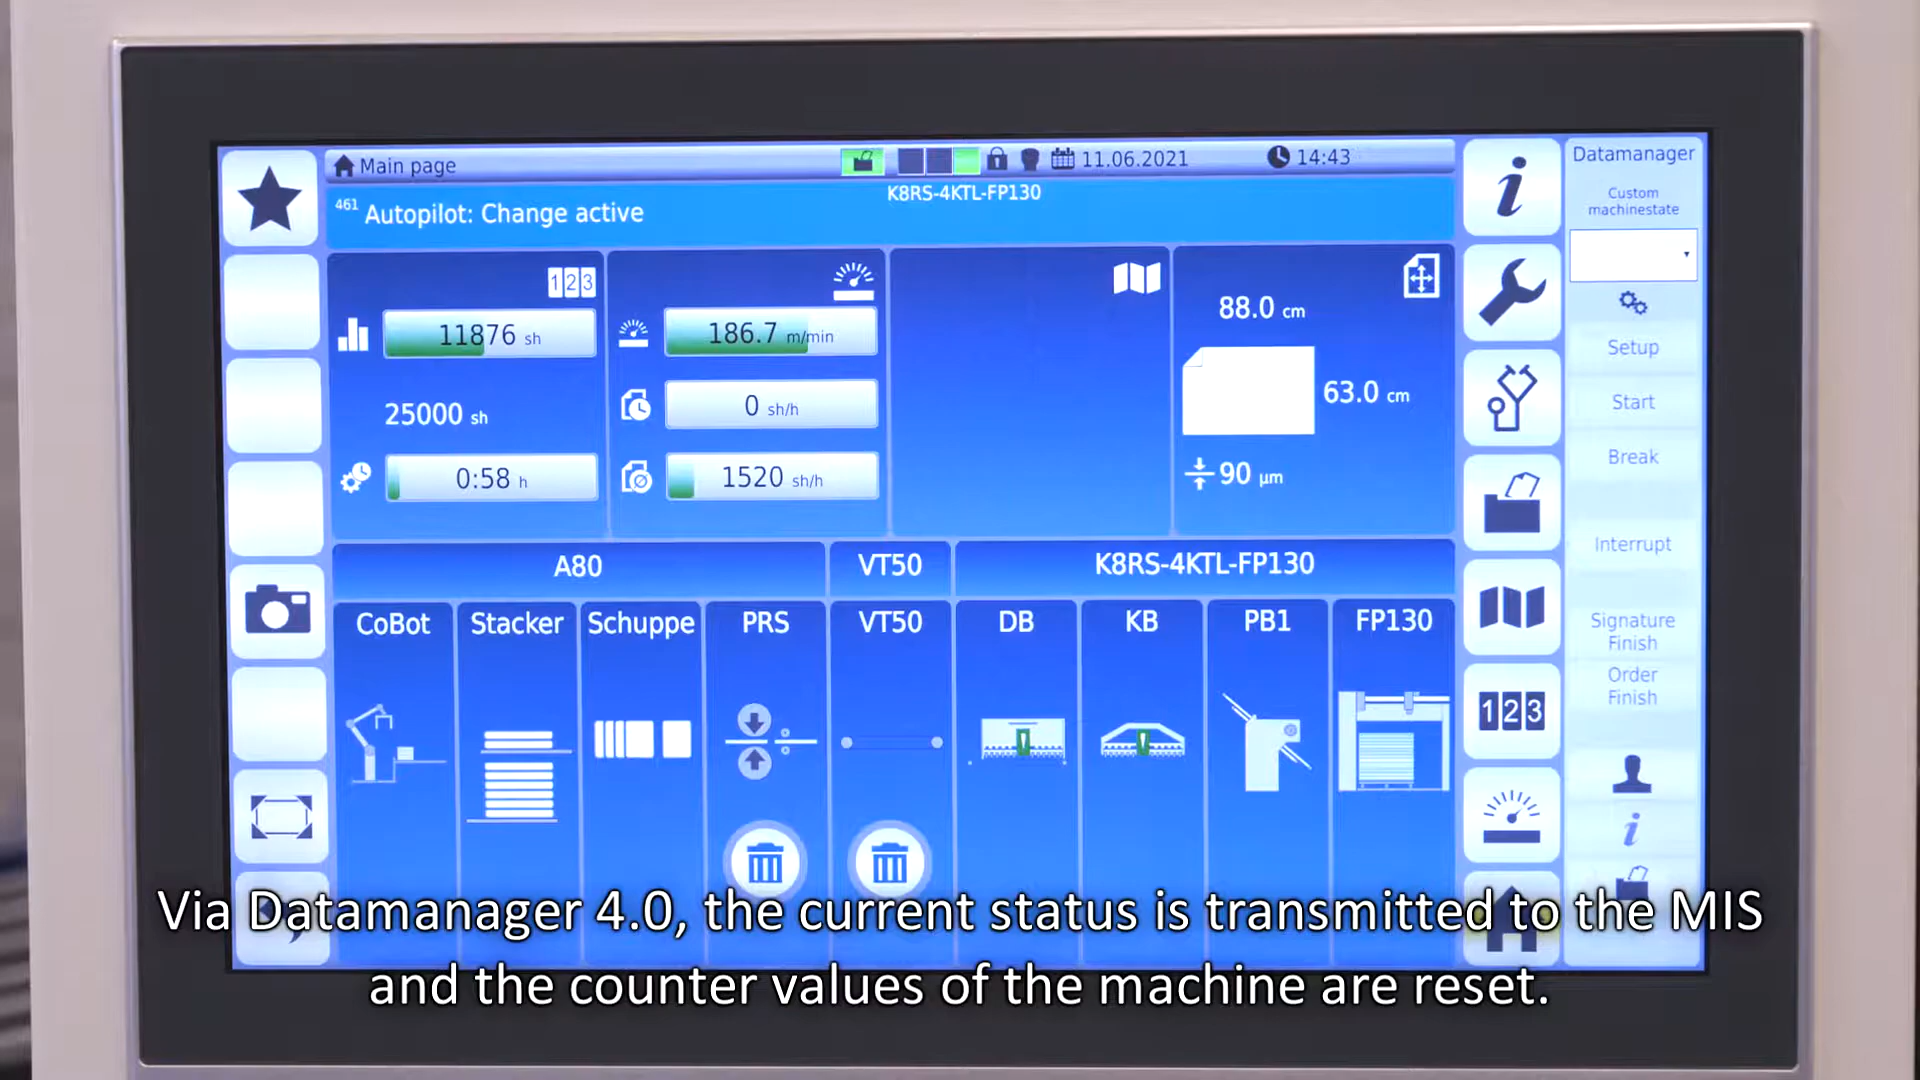 Main page
11.06.2021
14:43
461 Autopilot: Change active
K8RS-4KTL-FP130
123
11876 sh
25000 sh
0:58 h
186.7 m/min
0 sh/h
1520 sh/h
88.0 cm
63.0 cm
90 µm
A80
VT50
K8RS-4KTL-FP130
CoBot
Stacker
Schuppe
PRS
VT50
DB
KB
PB1
FP130
i
123
Datamanager
Custom
machinestate
Setup
Start
Break
Interrupt
Signature
Finish
Order
Finish
i
Via Datamanager 4.0, the current status is transmitted to the MIS
and the counter values of the machine are reset.